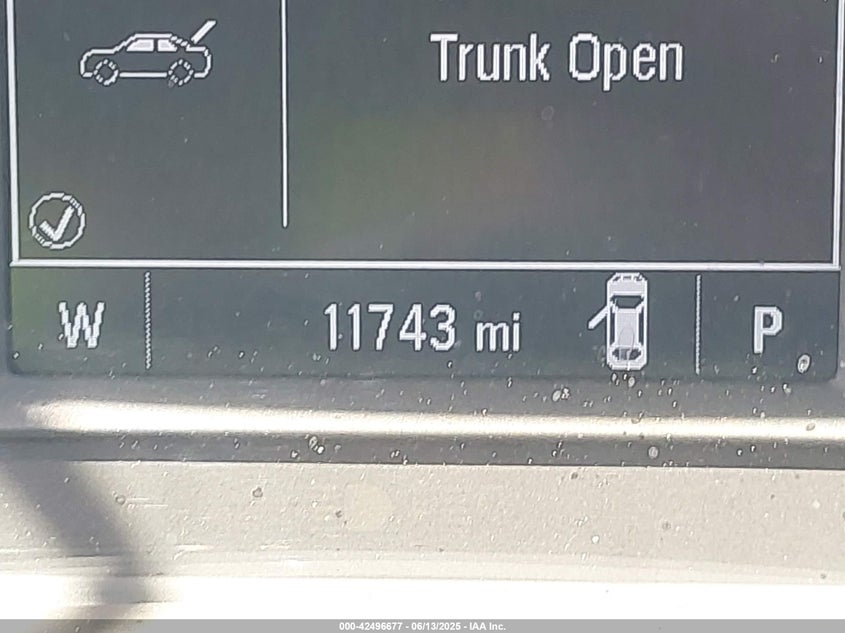 Trunk Open
W 11743 mi P
000-42496677 - 06/13/2025 - IAA Inc.